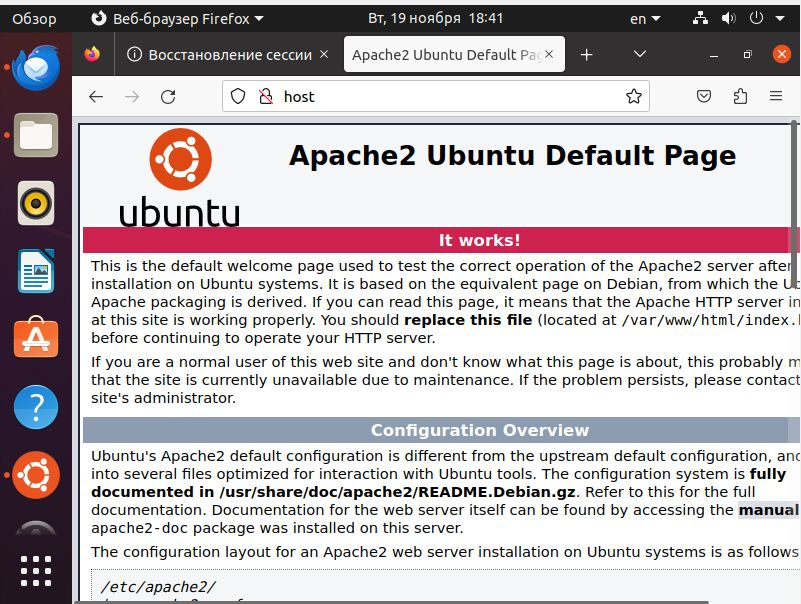 Обзор Веб-браузер Firefox Вт, 19 ноября 18:41 en
Восстановление сессии Apache2 Ubuntu Default Pag
host
Apache2 Ubuntu Default Page
ubuntu
It works!
This is the default welcome page used to test the correct operation of the Apache2 server after
installation on Ubuntu systems. It is based on the equivalent page on Debian, from which the Uc
Apache packaging is derived. If you can read this page, it means that the Apache HTTP server in
at this site is working properly. You should replace this file (located at /var/www/html/index.h
before continuing to operate your HTTP server.
If you are a normal user of this web site and don't know what this page is about, this probably m
that the site is currently unavailable due to maintenance. If the problem persists, please contact
site's administrator.
Configuration Overview
Ubuntu's Apache2 default configuration is different from the upstream default configuration, and
into several files optimized for interaction with Ubuntu tools. The configuration system is fully
documented in /usr/share/doc/apache2/README.Debian.gz. Refer to this for the full
documentation. Documentation for the web server itself can be found by accessing the manual
apache2-doc package was installed on this server.
The configuration layout for an Apache2 web server installation on Ubuntu systems is as follows
/etc/apache2/